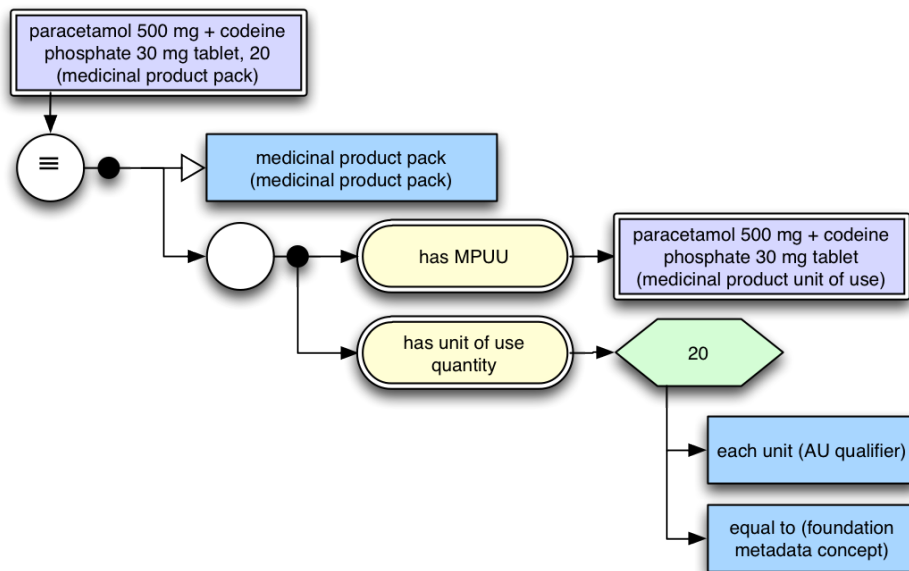 paracetamol 500 mg + codeine
phosphate 30 mg tablet, 20
(medicinal product pack)
≡
medicinal product pack
(medicinal product pack)
has MPUU
paracetamol 500 mg + codeine
phosphate 30 mg tablet
(medicinal product unit of use)
has unit of use
quantity
20
each unit (AU qualifier)
equal to (foundation
metadata concept)